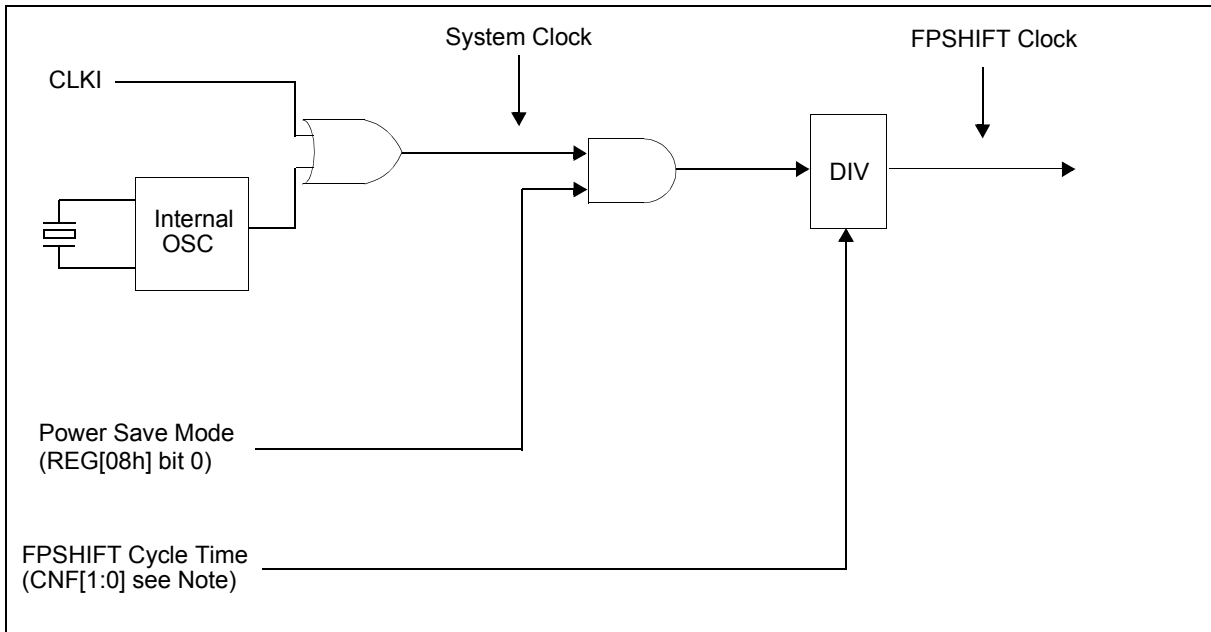 System Clock
FPSHIFT Clock
CLKI
DIV
Internal
OSC
Power Save Mode
(REG[08h] bit 0)
FPSHIFT Cycle Time
(CNF[1:0] see Note)